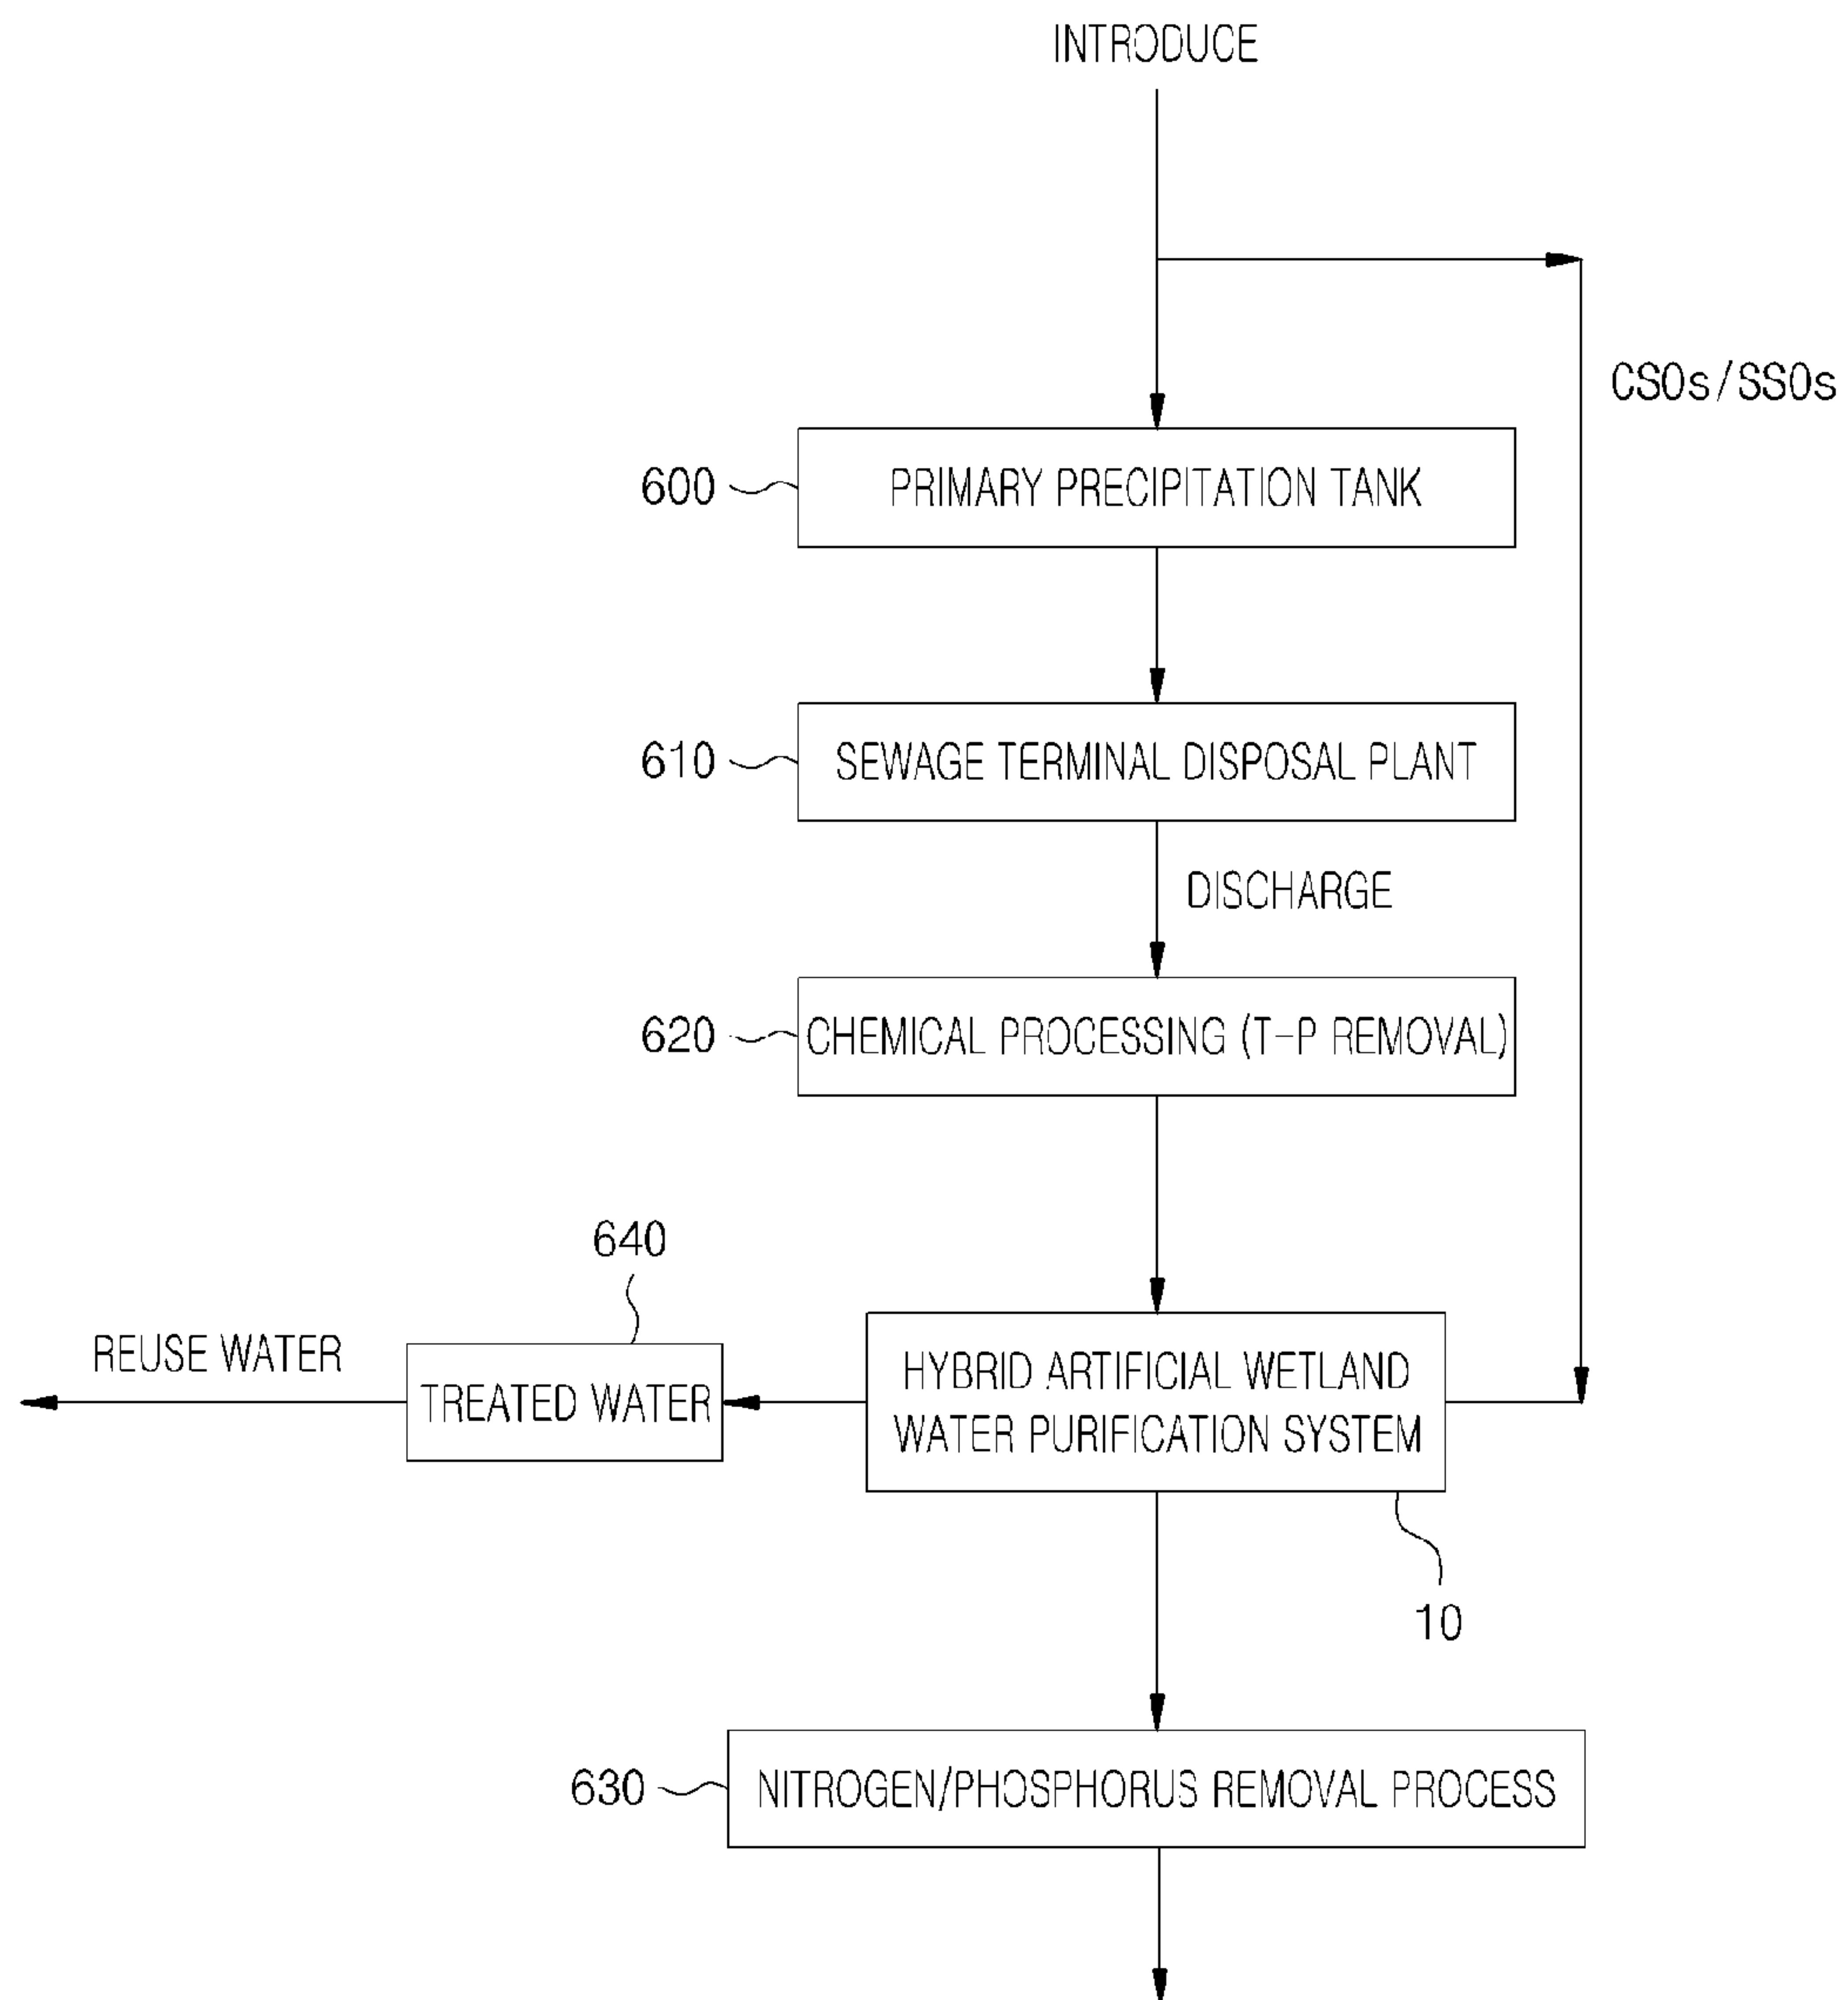 INTRODUCE
CSOs/SSOs
600
PRIMARY PRECIPITATION TANK
610
SEWAGE TERMINAL DISPOSAL PLANT
DISCHARGE
620
CHEMICAL PROCESSING (T-P REMOVAL)
640
REUSE WATER
TREATED WATER
HYBRID ARTIFICIAL WETLAND
WATER PURIFICATION SYSTEM
10
630
NITROGEN/PHOSPHORUS REMOVAL PROCESS